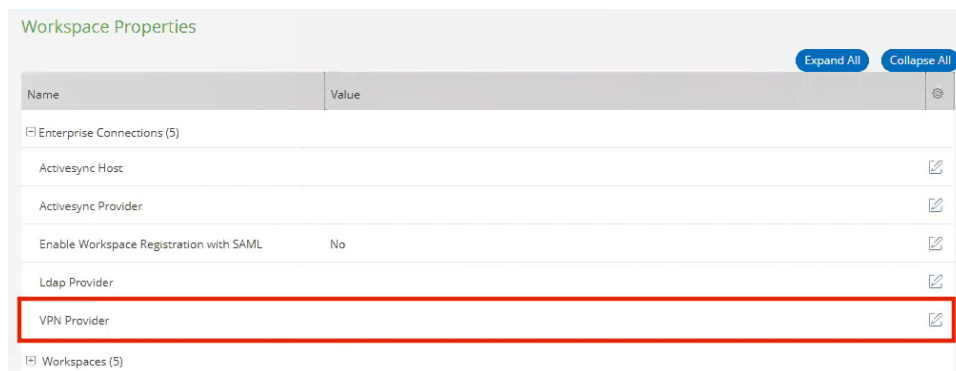 Workspace Properties
Expand All Collapse All
Name Value
Enterprise Connections (5)
Activesync Host
Activesync Provider
Enable Workspace Registration with SAML No
Ldap Provider
VPN Provider
Workspaces (5)